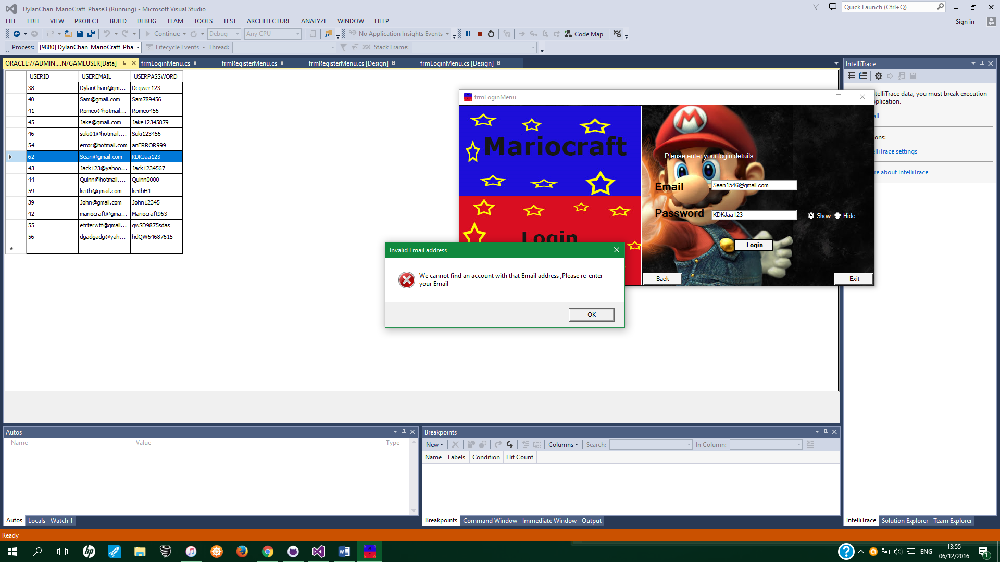 DylanChan_MarioCraft_Phase3 (Running) - Microsoft Visual Studio
Quick Launch (Ctrl+Q)
FILE EDIT VIEW PROJECT BUILD DEBUG TEAM TOOLS TEST ARCHITECTURE ANALYZE WINDOW HELP
Sign in
Continue Debug Any CPU No Application Insights Events Code Map
Process: [9880] DylanChan_MarioCraft_Pha Lifecycle Events Thread: Stack Frame:
ORACLE://ADMIN....N/GAMEUSER[Data] frmLoginMenu.cs frmRegisterMenu.cs frmRegisterMenu.cs [Design] frmLoginMenu.cs [Design]
USERID USEREMAIL USERPASSWORD
38 DylanChan@gm... Dcqwer123
40 Sam@gmail.com Sam789456
41 Romeo@hotmail... Romeo456
45 Jake@gmail.com Jake12345879
46 suki01@hotmail.... Suki123456
54 error@hotmail.com anERROR999
62 Sean@gmail.com KDKJaa123
43 Jack123@yahoo... Jack1234567
44 Quinn@hotmail.... Quinn0000
59 keith@gmail.com keithH1
39 John@gmail.com John12345
42 mariocraft@gma... Mariocraft963
55 etrterwtf@gmail... qwSD9875sdas
56 dgadgadg@yah... hdQW64687615
frmLoginMenu
Mariocraft
Login
M
Please enter your login details
Email Sean1546@gmail.com
Password KDKJaa123 Show Hide
Login
Back Exit
Invalid Email address
We cannot find an account with that Email address ,Please re-enter
your Email
OK
IntelliTrace
telliTrace data, you must break execution
plication.
all
ons:
lliTrace settings
re about IntelliTrace
Autos
Name Value Type
Autos Locals Watch 1
Breakpoints
New Columns Search: In Column:
Name Labels Condition Hit Count
Breakpoints Command Window Immediate Window Output
IntelliTrace Solution Explorer Team Explorer
Ready
hp
W
?
ENG
13:55
06/12/2016
1